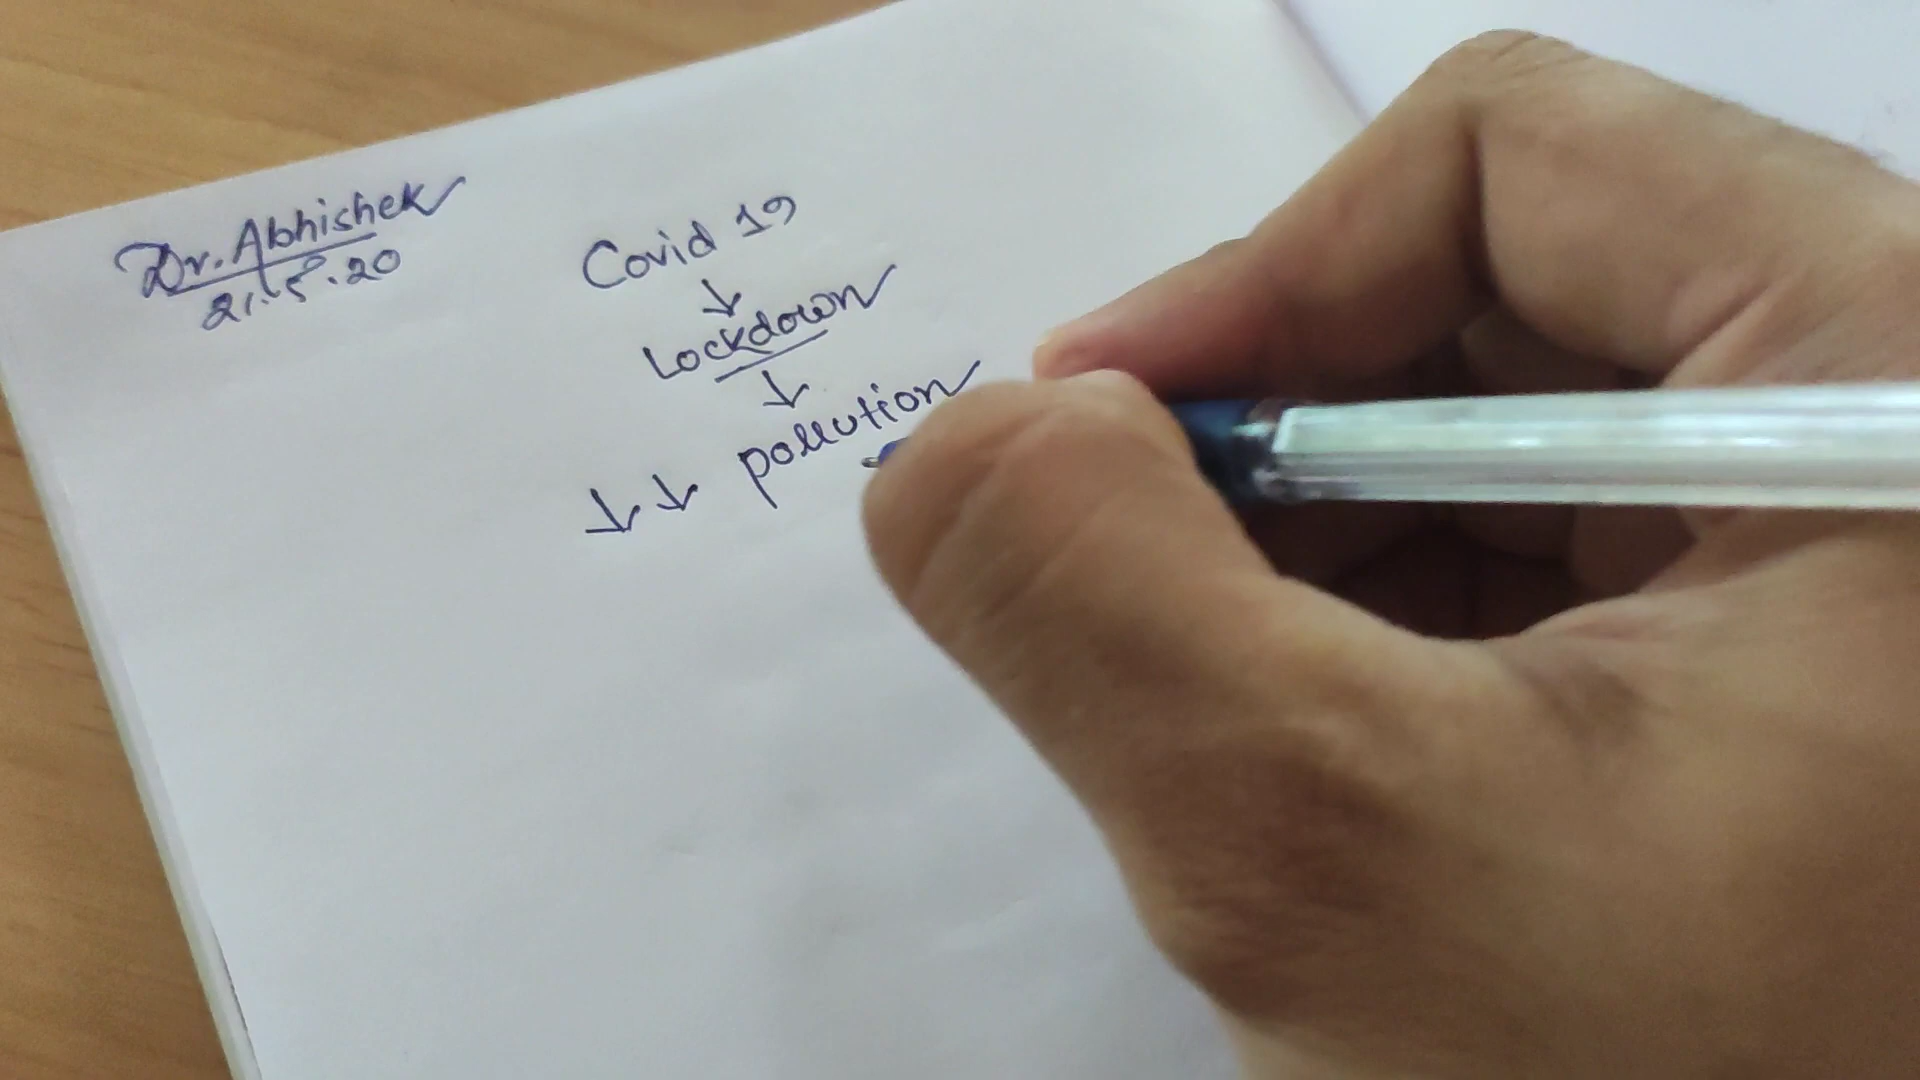 Dr. Abhishek
21.5.20
Covid 19
↓
Lockdown
↓
↓↓ pollution